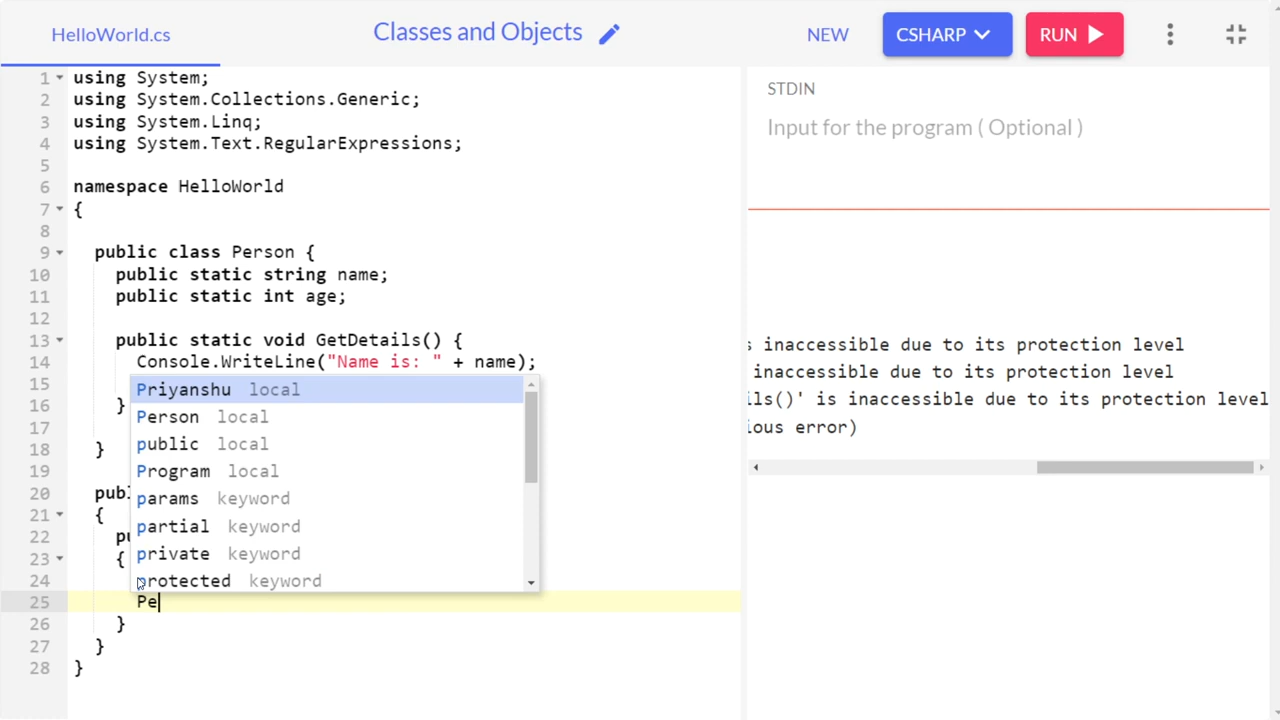 HelloWorld.cs
Classes and Objects
NEW
CSHARP
RUN
1 using System;
2 using System.Collections.Generic;
3 using System.Linq;
4 using System.Text.RegularExpressions;
5
6 namespace HelloWorld
7 {
8
9 public class Person {
10 public static string name;
11 public static int age;
12
13 public static void GetDetails() {
14 Console.WriteLine("Name is: " + name);
15
16 }
17
18 }
19
20 publ
21 {
22 pu
23 {
24
25 Pe
26 }
27 }
28 }
Priyanshu local
Person local
public local
Program local
params keyword
partial keyword
private keyword
protected keyword
STDIN
Input for the program ( Optional )
s inaccessible due to its protection level
inaccessible due to its protection level
ils()' is inaccessible due to its protection level
ious error)